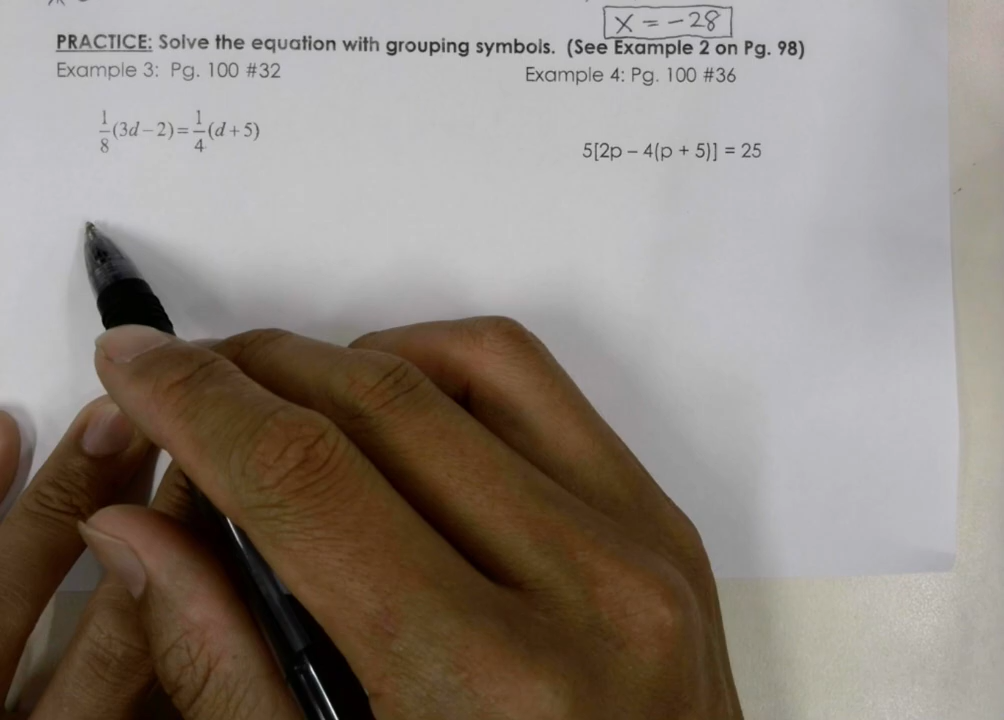 x = -28
PRACTICE: Solve the equation with grouping symbols. (See Example 2 on Pg. 98)
Example 3: Pg. 100 #32
Example 4: Pg. 100 #36
1/8(3d – 2) = 1/4(d + 5)
5[2p – 4(p + 5)] = 25